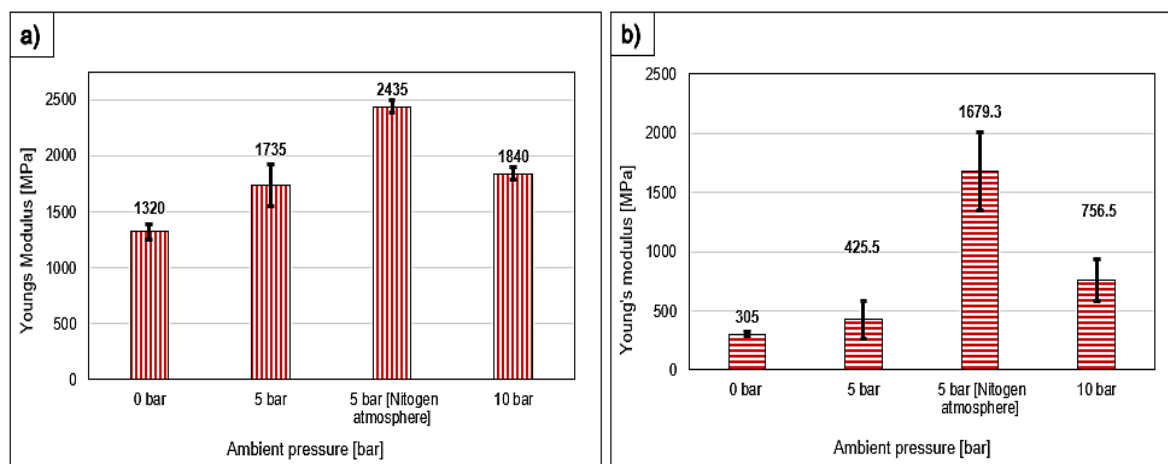 a)
Youngs Modulus [MPa]
2500
2000
1500
1000
500
0
1320
1735
2435
1840
0 bar
5 bar
5 bar [Nitogen
atmosphere]
10 bar
Ambient pressure [bar]
b)
Young's modulus [MPa]
2500
2000
1500
1000
500
0
305
425.5
1679.3
756.5
0 bar
5 bar
5 bar [Nitogen
atmosphere]
10 bar
Ambient pressure [bar]